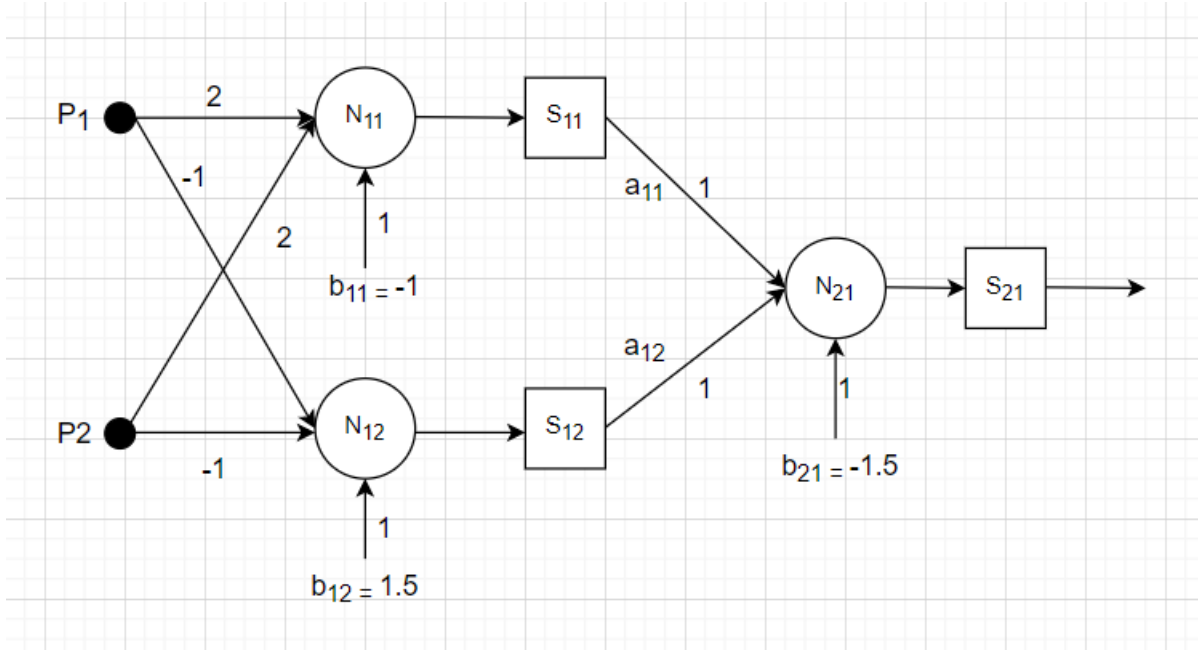 2
P₁
N₁₁
S₁₁
-1
a₁₁
1
2
1
b₁₁ = -1
N₂₁
S₂₁
a₁₂
1
1
P2
N₁₂
S₁₂
-1
b₂₁ = -1.5
1
b₁₂ = 1.5